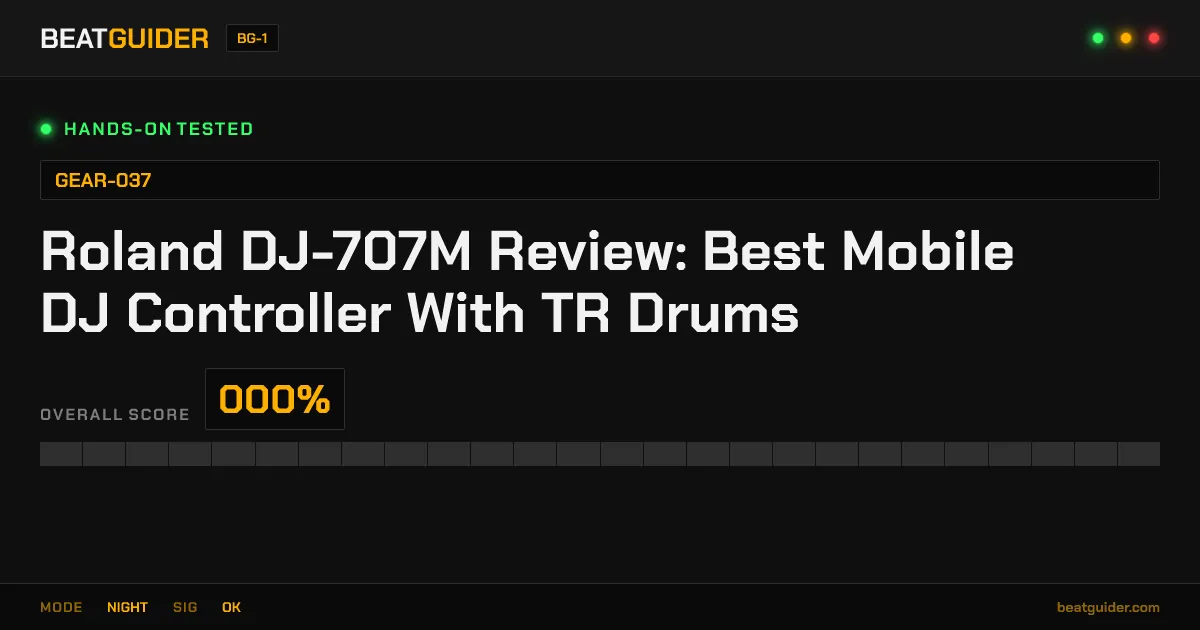 BEATGUIDER BG-1
HANDS-ON TESTED
GEAR-037
Roland DJ-707M Review: Best Mobile
DJ Controller With TR Drums
OVERALL SCORE 000%
MODE NIGHT SIG OK beatguider.com